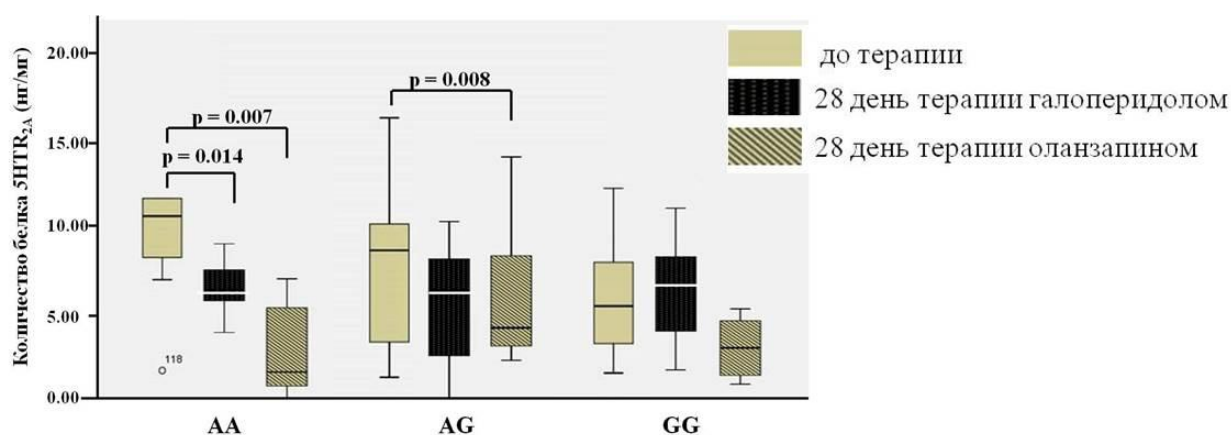 Количество белка 5HTR2A (нг/мг)
20.00
15.00
10.00
5.00
0.00
p = 0.007
p = 0.014
p = 0.008
118
AA
AG
GG
до терапии
28 день терапии галоперидолом
28 день терапии оланзапином